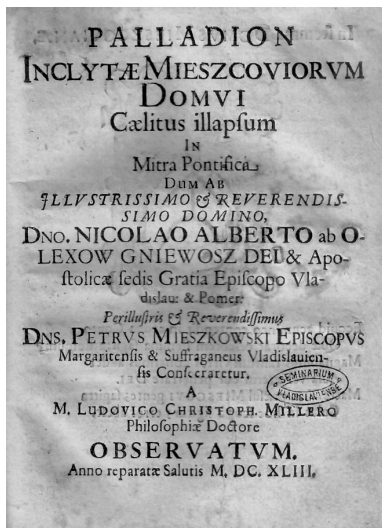 PALLADION
INCLYTÆ MIESZCOVIORVM
DOMVI
Cælitus illapſum
IN
Mitra Pontifica
DUM AB
ILLVSTRISSIMO & REVERENDIS-
SIMO DOMINO,
DNO. NICOLAO ALBERTO ab O-
LEXOW GNIEWOSZ DEI & Apo-
ſtolicæ ſedis Gratia Epiſcopo Vla-
dislau: & Pomer:
Perilluſtris & Reverendiſſimus
DNS. PETRVS MIESZKOWSKI EPISCOPVS
Margaritenſis & Suffraganeus Vladislauien-
ſis Conſecraretur.
A
M. LUDOVICO CHRISTOPH. MILLERO
Philoſophiæ Doctore
OBSERVATVM.
Anno reparatæ Salutis M. DC. XLIII.
SEMINARIUM
VLADISLAVIENSE